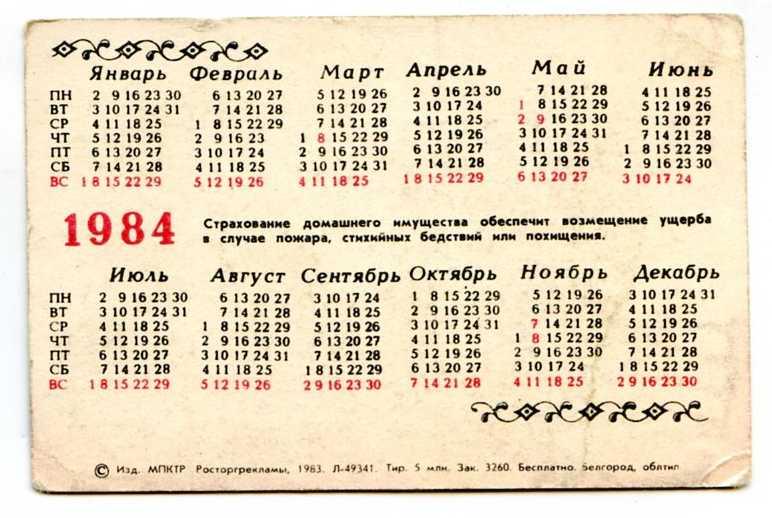 Январь Февраль Март Апрель Май Июнь
ПН 2 9 16 23 30 6 13 20 27 5 12 19 26 2 9 16 23 30 7 14 21 28 4 11 18 25
ВТ 3 10 17 24 31 7 14 21 28 6 13 20 27 3 10 17 24 1 8 15 22 29 5 12 19 26
СР 4 11 18 25 1 8 15 22 29 7 14 21 28 4 11 18 25 2 9 16 23 30 6 13 20 27
ЧТ 5 12 19 26 2 9 16 23 1 8 15 22 29 5 12 19 26 3 10 17 24 31 7 14 21 28
ПТ 6 13 20 27 3 10 17 24 2 9 16 23 30 6 13 20 27 4 11 18 25 1 8 15 22 29
СБ 7 14 21 28 4 11 18 25 3 10 17 24 31 7 14 21 28 5 12 19 26 2 9 16 23 30
ВС 1 8 15 22 29 5 12 19 26 4 11 18 25 1 8 15 22 29 6 13 20 27 3 10 17 24
1984
Страхование домашнего имущества обеспечит возмещение ущерба
в случае пожара, стихийных бедствий или похищения.
Июль Август Сентябрь Октябрь Ноябрь Декабрь
ПН 2 9 16 23 30 6 13 20 27 3 10 17 24 1 8 15 22 29 5 12 19 26 3 10 17 24 31
ВТ 3 10 17 24 31 7 14 21 28 4 11 18 25 2 9 16 23 30 6 13 20 27 4 11 18 25
СР 4 11 18 25 1 8 15 22 29 5 12 19 26 3 10 17 24 31 7 14 21 28 5 12 19 26
ЧТ 5 12 19 26 2 9 16 23 30 6 13 20 27 4 11 18 25 1 8 15 22 29 6 13 20 27
ПТ 6 13 20 27 3 10 17 24 31 7 14 21 28 5 12 19 26 2 9 16 23 30 7 14 21 28
СБ 7 14 21 28 4 11 18 25 1 8 15 22 29 6 13 20 27 3 10 17 24 1 8 15 22 29
ВС 1 8 15 22 29 5 12 19 26 2 9 16 23 30 7 14 21 28 4 11 18 25 2 9 16 23 30
© Изд. МПКТР Росторгрекламы, 1983. Л-49341. Тир. 5 млн. Зак. 3260. Бесплатно. Белгород, облтип